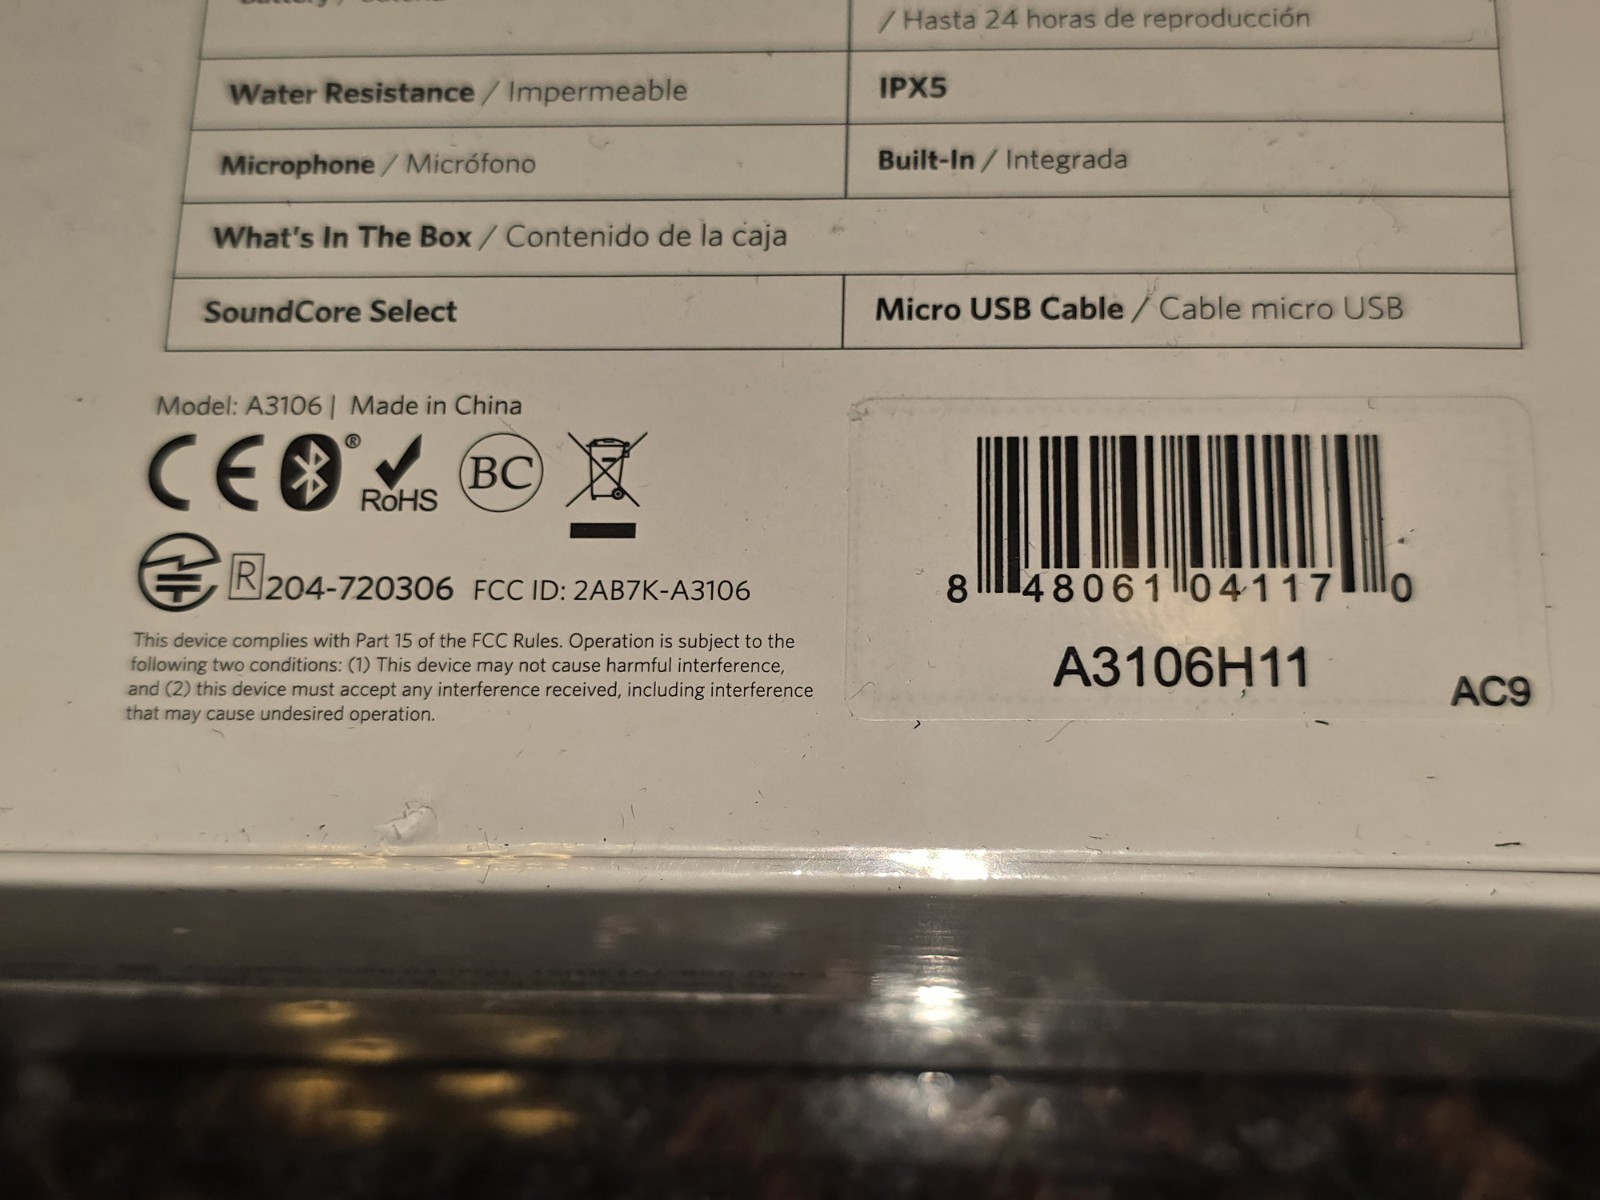 / Hasta 24 horas de reproducción
Water Resistance / Impermeable
IPX5
Microphone / Micrófono
Built-In / Integrada
What's In The Box / Contenido de la caja
SoundCore Select
Micro USB Cable / Cable micro USB
Model: A3106 | Made in China
CE ® RoHS BC
R 204-720306 FCC ID: 2AB7K-A3106
This device complies with Part 15 of the FCC Rules. Operation is subject to the
following two conditions: (1) This device may not cause harmful interference,
and (2) this device must accept any interference received, including interference
that may cause undesired operation.
8 48061 04117 0
A3106H11
AC9